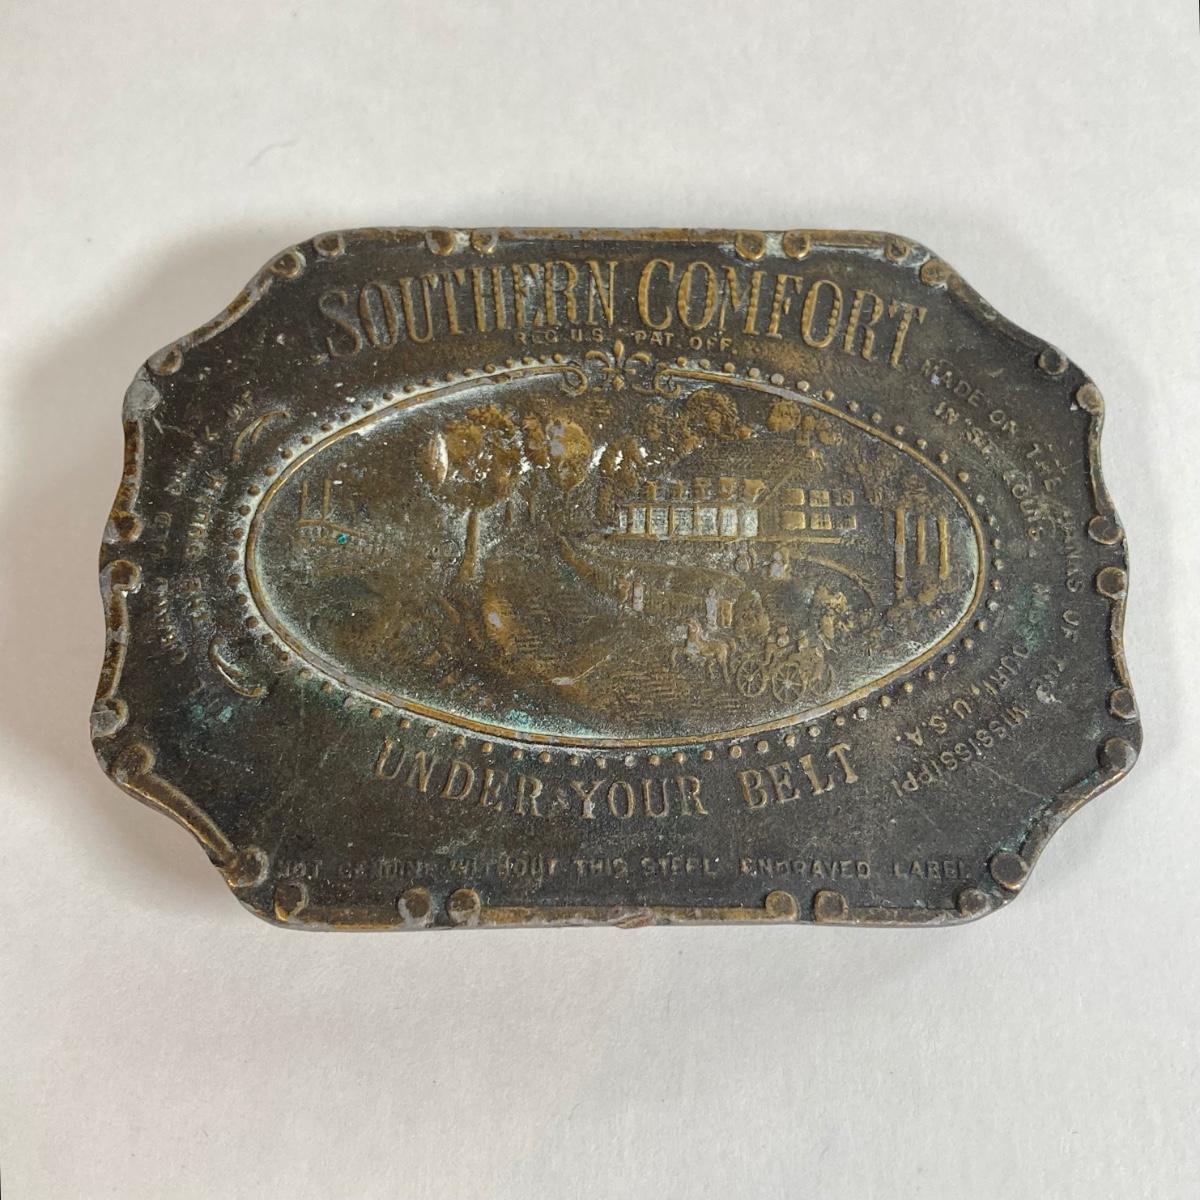 SOUTHERN COMFORT
REG U.S. PAT. OFF.
GRAND OLD DRINK OF
THE SOUTH
MADE ON THE BANKS OF THE MISSISSIPPI
IN ST. LOUIS, MISSOURI, U.S.A.
UNDER YOUR BELT
NOT GENUINE WITHOUT THIS STEEL ENGRAVED LABEL